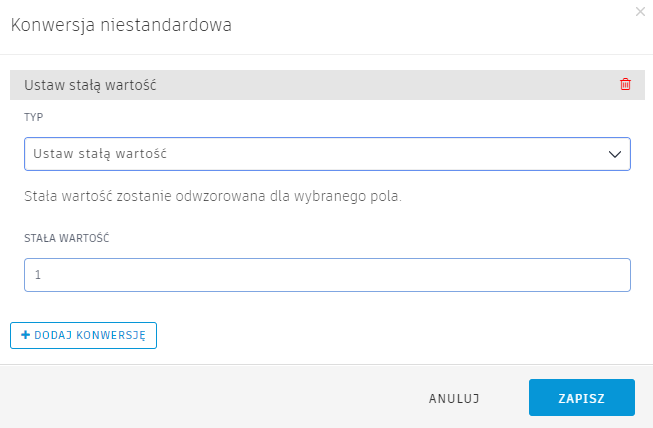 Konwersja niestandardowa
Ustaw stałą wartość
TYP
Ustaw stałą wartość
Stała wartość zostanie odwzorowana dla wybranego pola.
STAŁA WARTOŚĆ
1
+ DODAJ KONWERSJĘ
ANULUJ
ZAPISZ